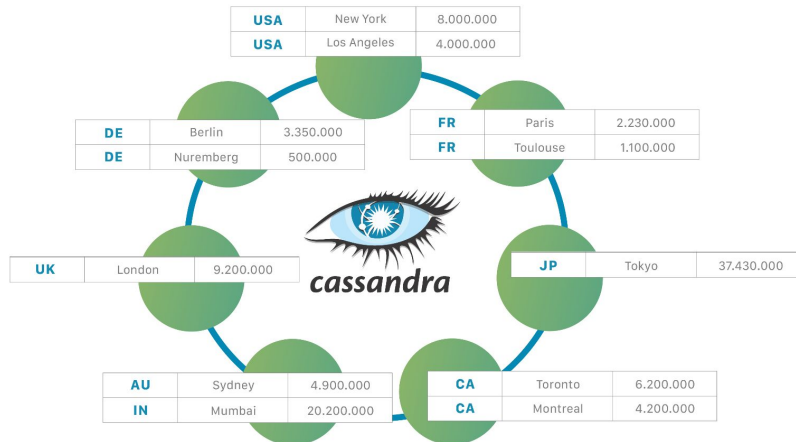 USA New York 8.000.000
USA Los Angeles 4.000.000
DE Berlin 3.350.000
DE Nuremberg 500.000
FR Paris 2.230.000
FR Toulouse 1.100.000
UK London 9.200.000
cassandra
JP Tokyo 37.430.000
AU Sydney 4.900.000
IN Mumbai 20.200.000
CA Toronto 6.200.000
CA Montreal 4.200.000